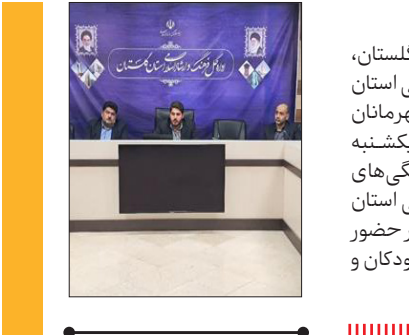 اداره کل فرهنگ و ارشاد اسلامی استان گلستان
گلستان،
ی استان
هرمانان
یکشنبه
گی‌های
ی استان
ر حضور
ودکان و